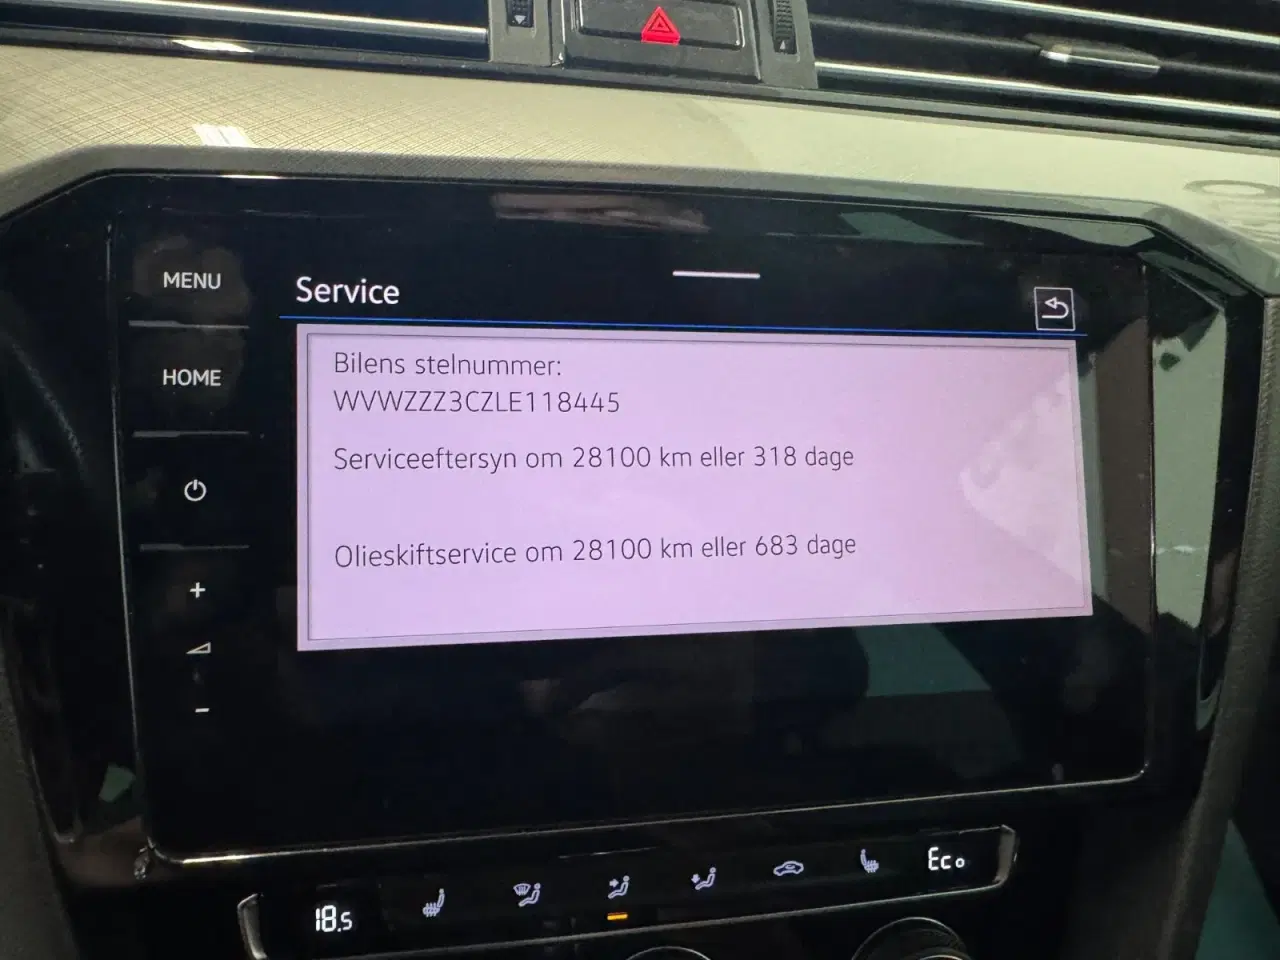 MENU
HOME
Service
Bilens stelnummer:
WVWZZZ3CZLE118445
Serviceeftersyn om 28100 km eller 318 dage
Olieskiftservice om 28100 km eller 683 dage
+
-
18.5
Eco